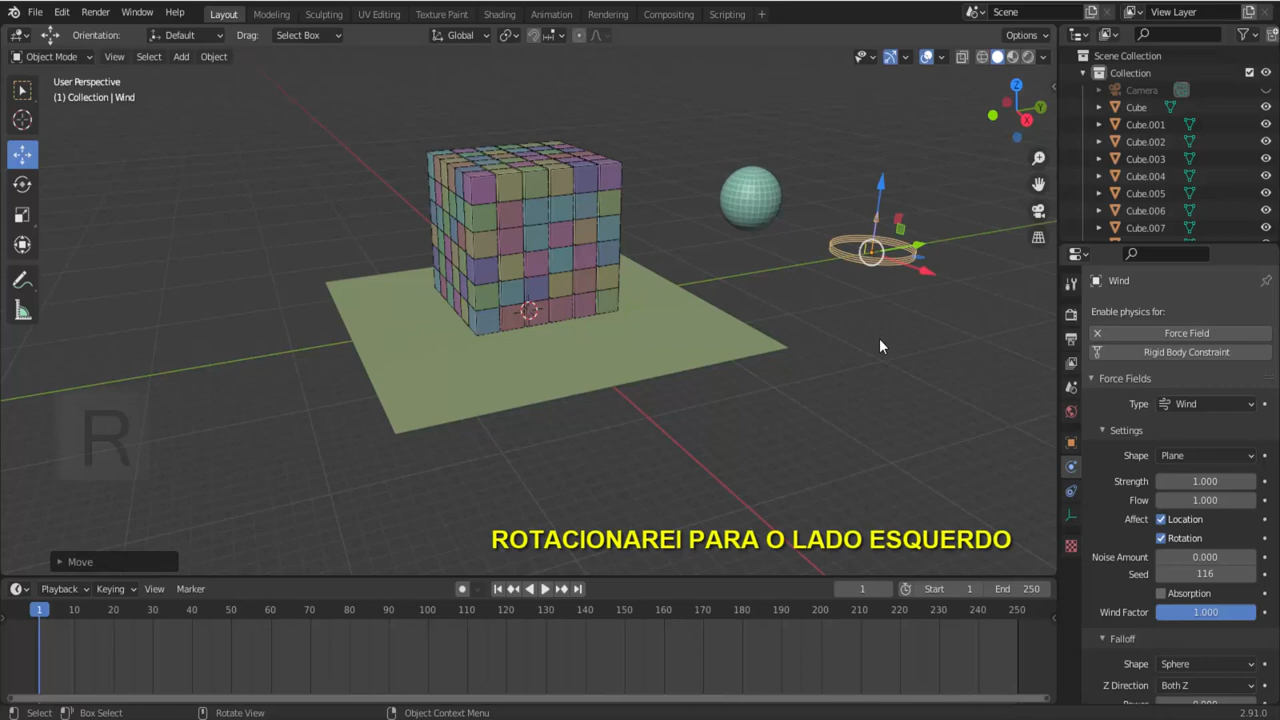 File Edit Render Window Help
Layout Modeling Sculpting UV Editing Texture Paint Shading Animation Rendering Compositing Scripting +
Scene
View Layer
Orientation: Default Drag: Select Box Global Options
Object Mode View Select Add Object
User Perspective
(1) Collection | Wind
Z
Y
X
Scene Collection
Collection
Camera
Cube
Cube.001
Cube.002
Cube.003
Cube.004
Cube.005
Cube.006
Cube.007
Wind
Enable physics for:
Force Field
Rigid Body Constraint
Force Fields
Type Wind
Settings
Shape Plane
Strength 1.000
Flow 1.000
Affect Location
Rotation
Noise Amount 0.000
Seed 116
Absorption
Wind Factor 1.000
Falloff
Shape Sphere
Z Direction Both Z
R
ROTACIONAREI PARA O LADO ESQUERDO
Move
Playback Keying View Marker 1 Start 1 End 250
1 10 20 30 40 50 60 70 80 90 100 110 120 130 140 150 160 170 180 190 200 210 220 230 240 250
Select Box Select Rotate View Object Context Menu 2.91.0